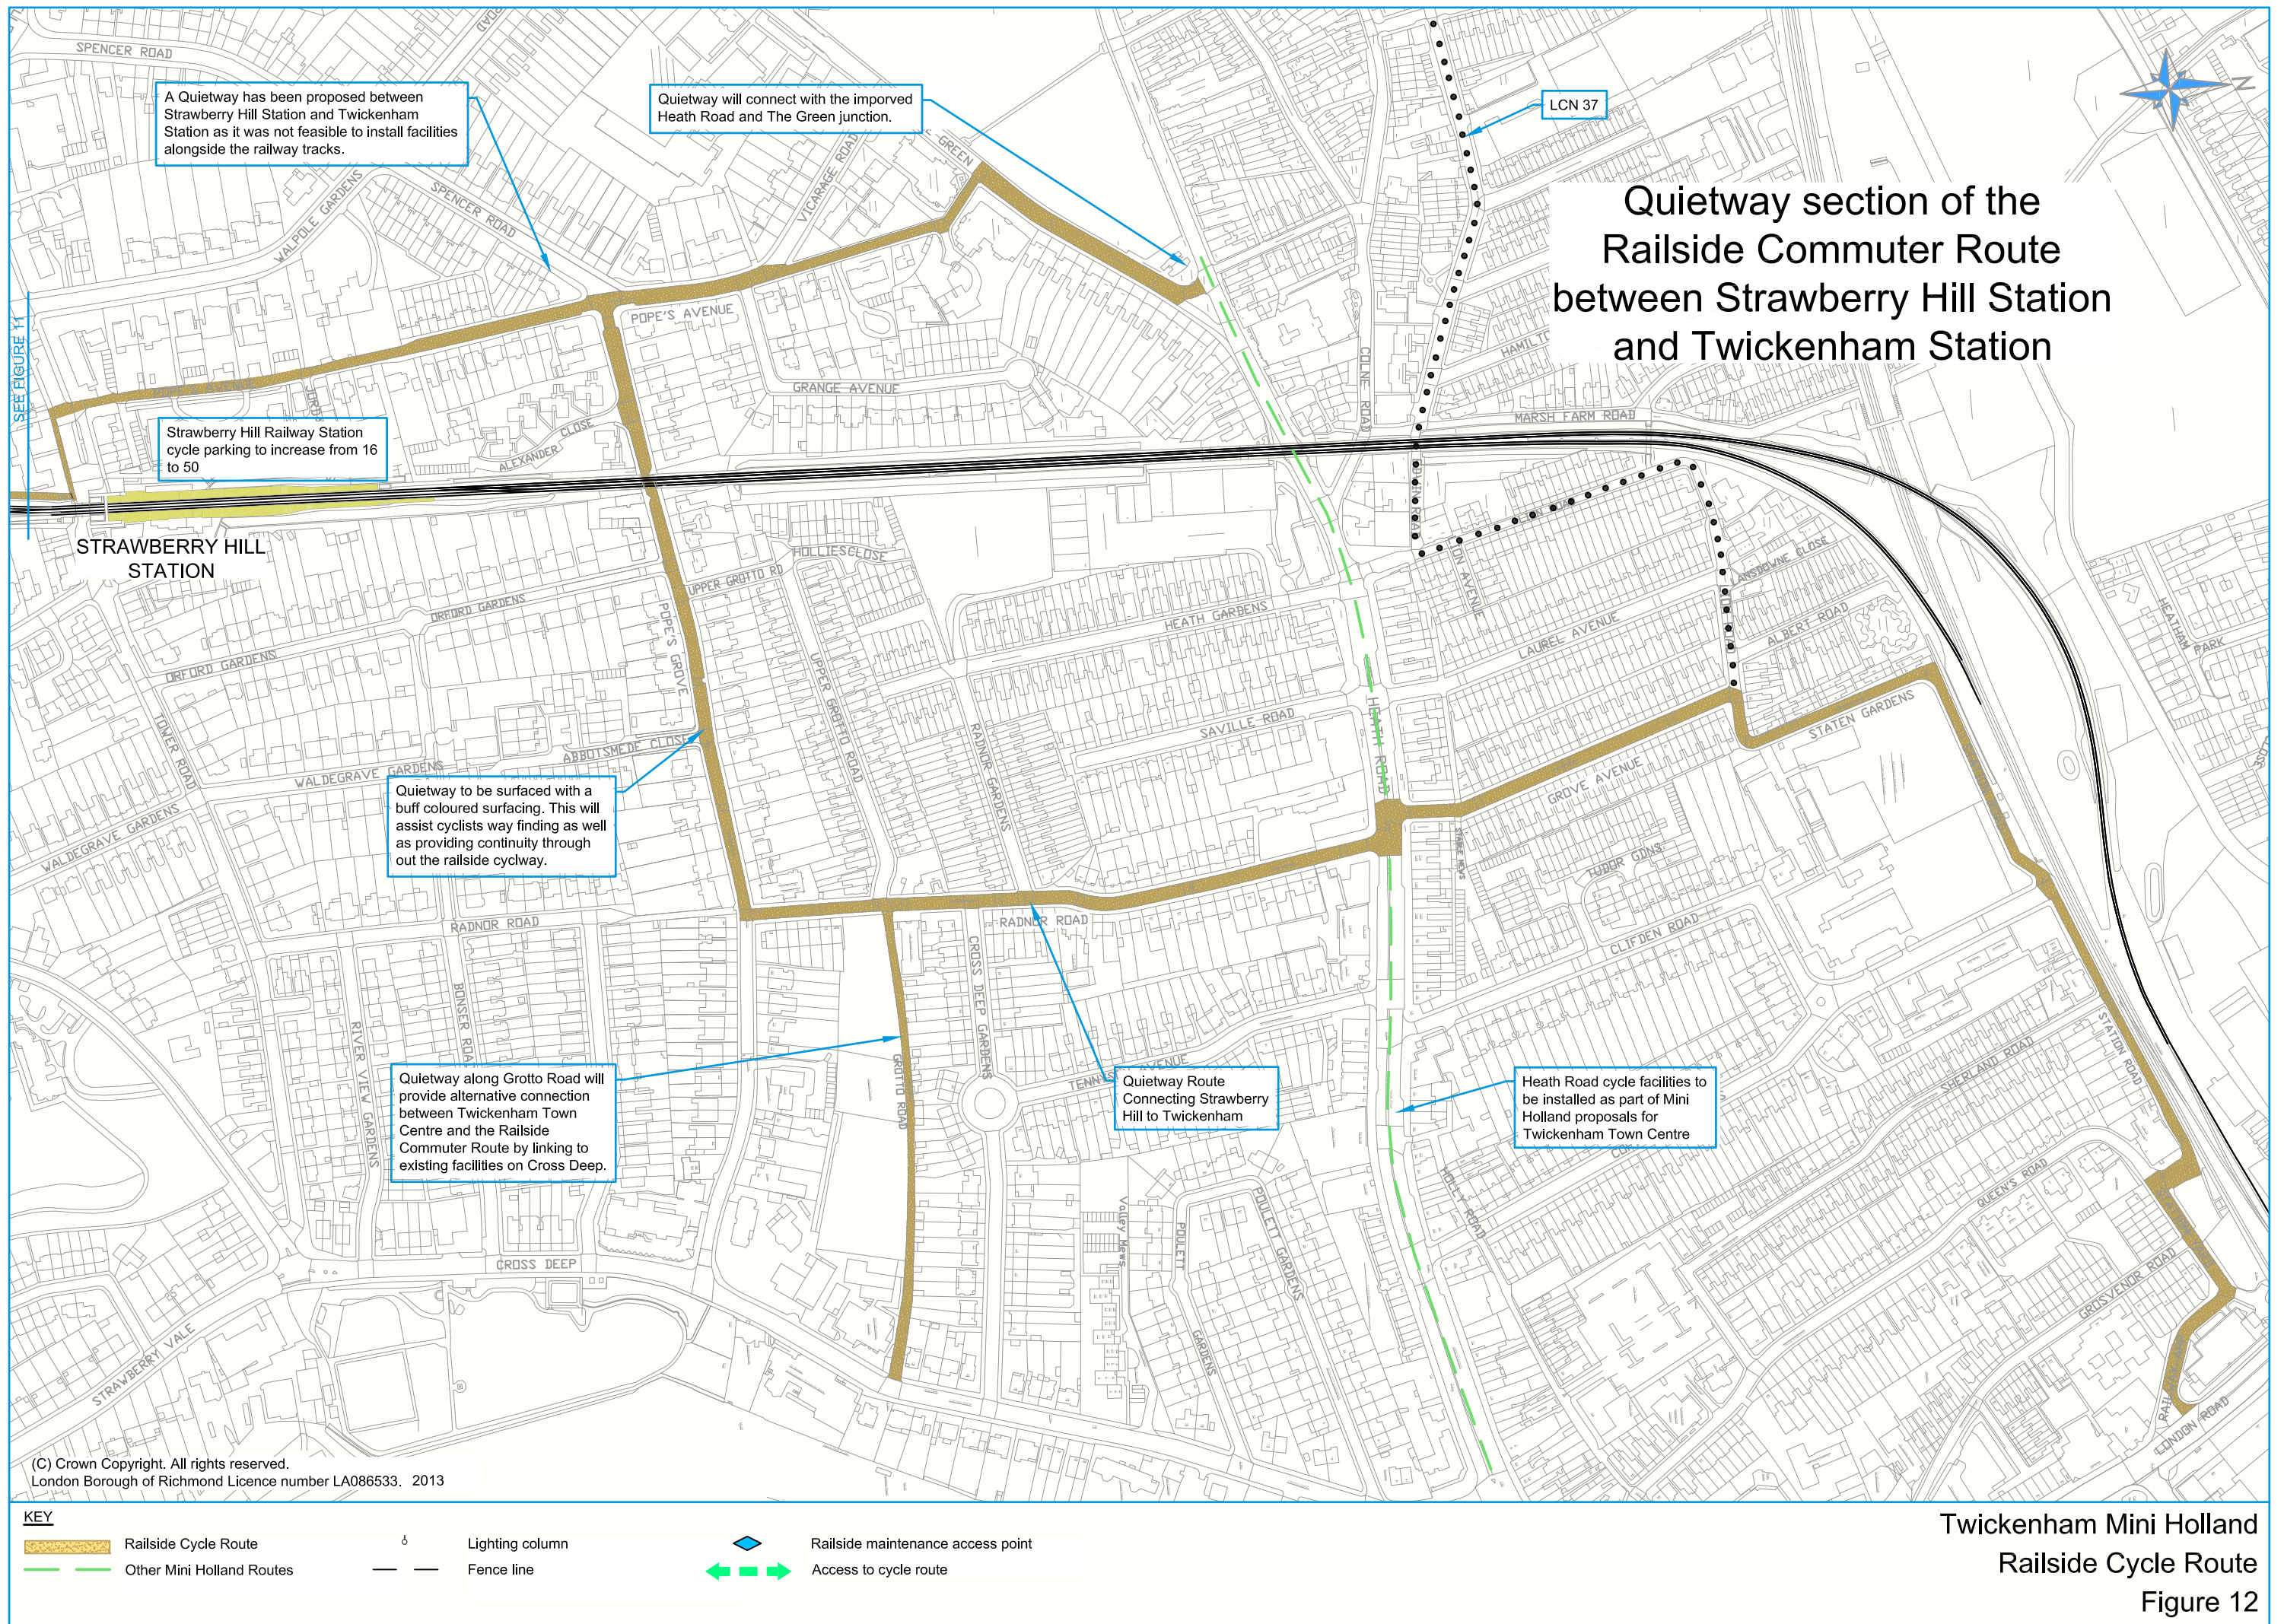 SPENCER ROAD
ROAD
A Quietway has been proposed between
Strawberry Hill Station and Twickenham
Station as it was not feasible to install facilities
alongside the railway tracks.
Quietway will connect with the imporved
Heath Road and The Green junction.
LCN 37
N
Quietway section of the
Railside Commuter Route
between Strawberry Hill Station
and Twickenham Station
WALPOLE GARDENS
SPENCER ROAD
VICARAGE ROAD
GREEN
SEE FIGURE 11
POPE'S AVENUE
GRANGE AVENUE
COLNE ROAD
MARSH FARM ROAD
Strawberry Hill Railway Station
cycle parking to increase from 16
to 50
ALEXANDER CLOSE
STRAWBERRY HILL
STATION
HOLLIES CLOSE
UPPER GROTTO RD
ORFORD GARDENS
ORFORD GARDENS
POPE'S GROVE
UPPER GROTTO ROAD
HEATH GARDENS
LION AVENUE
LAUREL AVENUE
LANSDOWNE CLOSE
ALBERT ROAD
HEATHAM
PARK
TOWER ROAD
RADNOR GARDENS
SAVILLE ROAD
HEATH ROAD
STATEN GARDENS
GROVE AVENUE
ABBOTSMEDE CLOSE
WALDEGRAVE GARDENS
WALDEGRAVE GARDENS
Quietway to be surfaced with a
buff coloured surfacing. This will
assist cyclists way finding as well
as providing continuity through
out the railside cyclway.
STABLE MEWS
TUDOR GDNS
CLIFDEN ROAD
RADNOR ROAD
RADNOR ROAD
CROSS DEEP GARDENS
BONSER ROAD
RIVER VIEW GARDENS
GROTTO ROAD
Quietway along Grotto Road will
provide alternative connection
between Twickenham Town
Centre and the Railside
Commuter Route by linking to
existing facilities on Cross Deep.
AVENUE
Quietway Route
Connecting Strawberry
Hill to Twickenham
Heath Road cycle facilities to
be installed as part of Mini
Holland proposals for
Twickenham Town Centre
STATION ROAD
SHERLAND ROAD
QUEEN'S ROAD
GROSVENOR ROAD
HOLLY ROAD
Valley Mews
POULETT
GARDENS
POULETT GARDENS
CROSS DEEP
STRAWBERRY VALE
LONDON ROAD
(C) Crown Copyright. All rights reserved.
London Borough of Richmond Licence number LA086533. 2013
KEY
Railside Cycle Route
Other Mini Holland Routes
Lighting column
Fence line
Railside maintenance access point
Access to cycle route
Twickenham Mini Holland
Railside Cycle Route
Figure 12